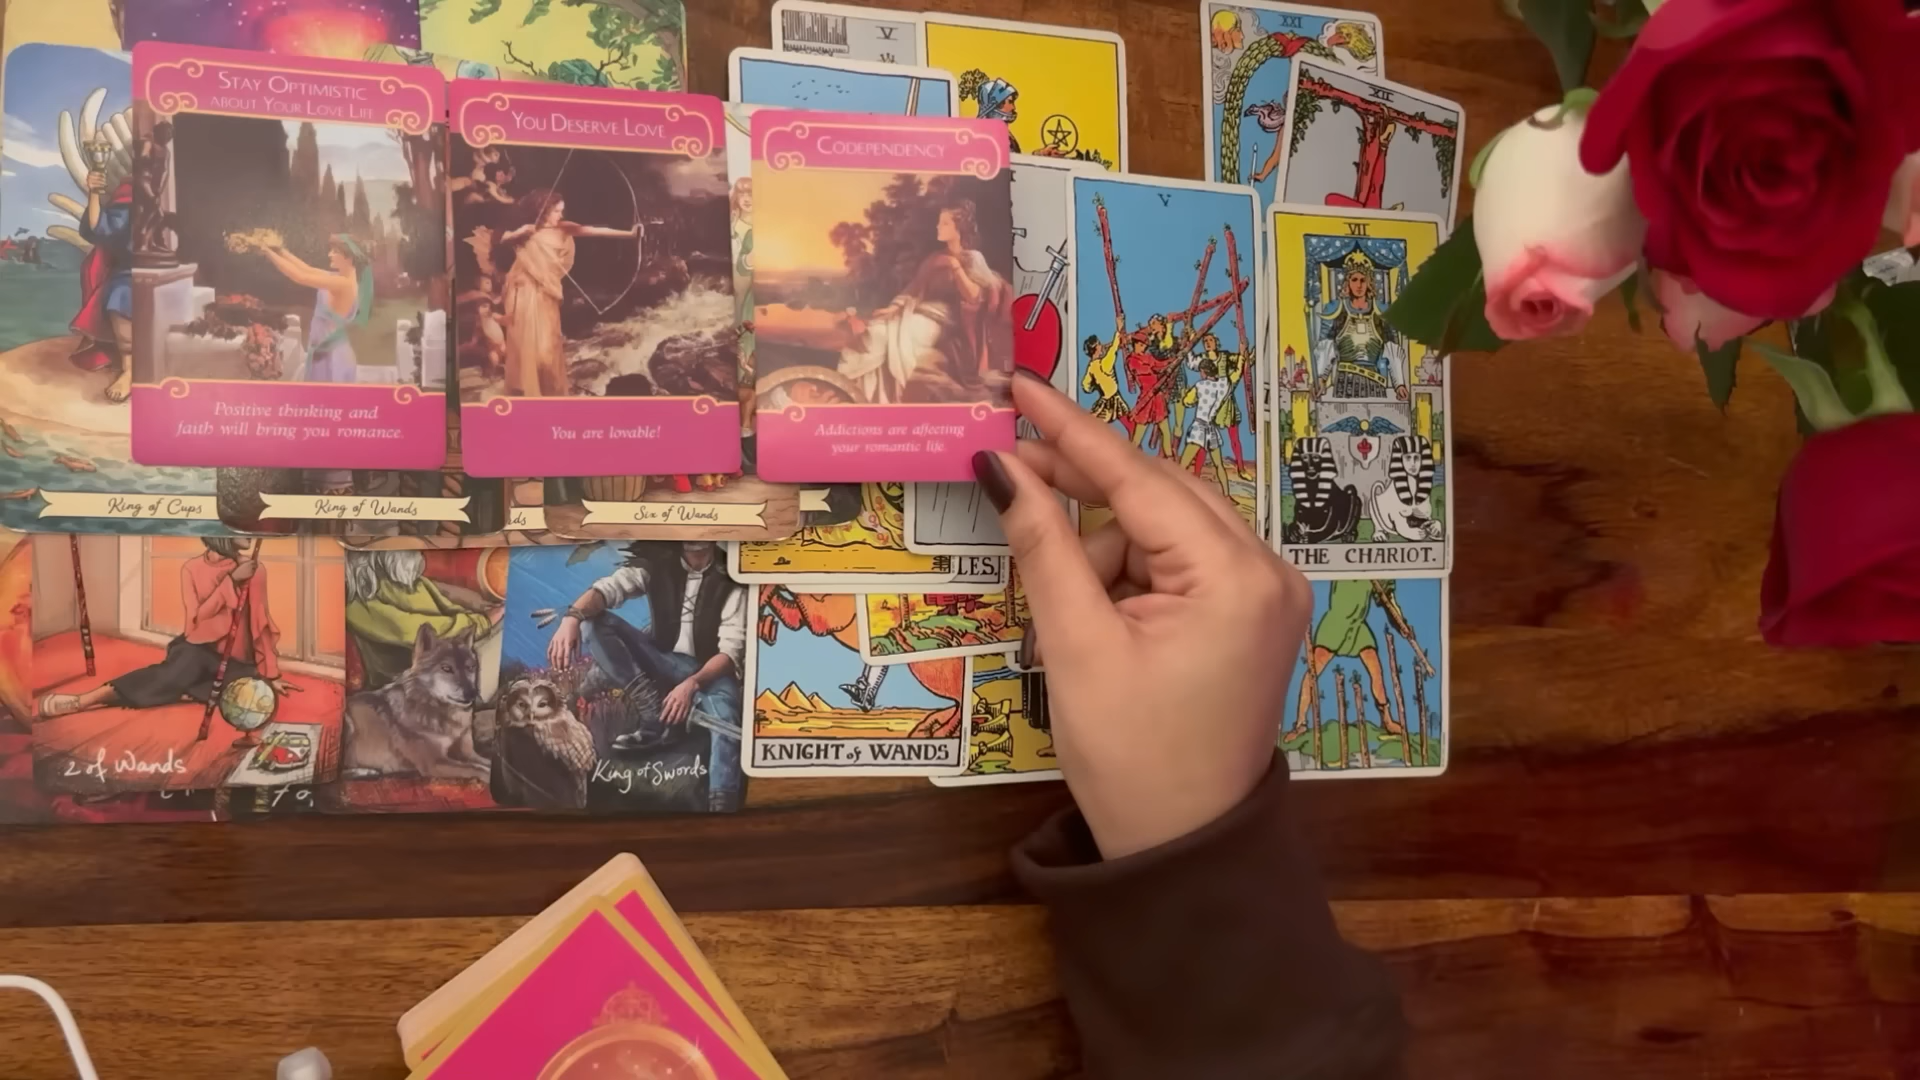 STAY OPTIMISTIC
ABOUT YOUR LOVE LIFE
Positive thinking and
faith will bring you romance.
YOU DESERVE LOVE
You are lovable!
CODEPENDENCY
Addictions are affecting
your romantic life.
V
XXI
XII
V
VII
THE CHARIOT.
King of Cups
King of Wands
ds
Six of Wands
LES,
2 of Wands
King of Swords
KNIGHT of WANDS